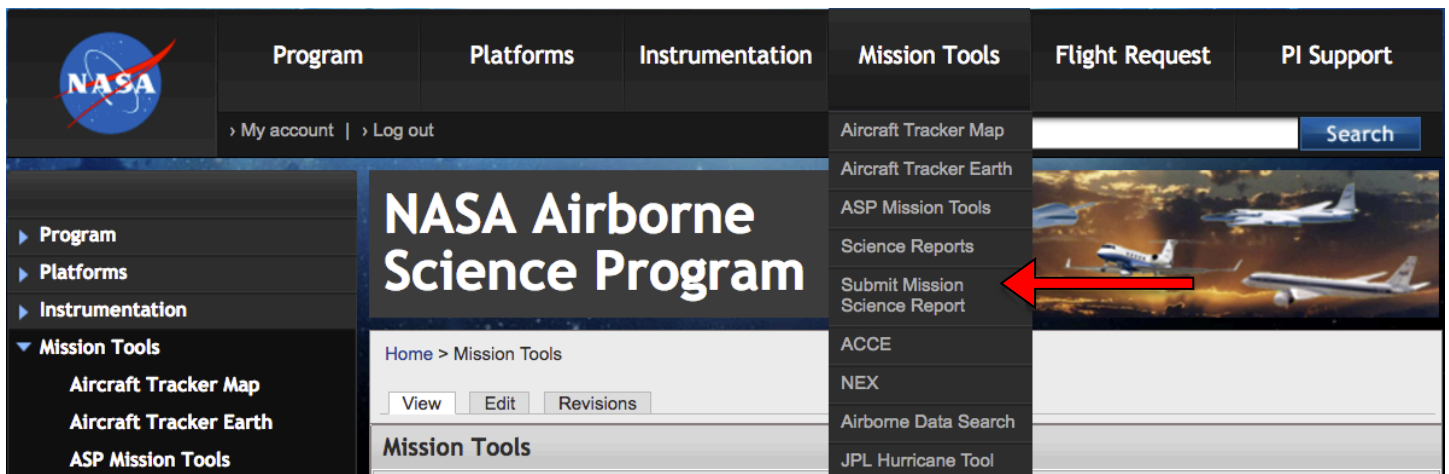 NASA
Program
Platforms
Instrumentation
Mission Tools
Flight Request
PI Support
› My account | › Log out
Search
Aircraft Tracker Map
Aircraft Tracker Earth
ASP Mission Tools
Science Reports
Submit Mission
Science Report
ACCE
NEX
Airborne Data Search
JPL Hurricane Tool
Program
Platforms
Instrumentation
Mission Tools
Aircraft Tracker Map
Aircraft Tracker Earth
ASP Mission Tools
NASA Airborne
Science Program
Home > Mission Tools
View Edit Revisions
Mission Tools